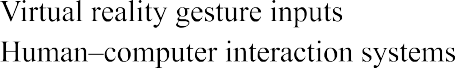 Virtual reality gesture inputs
Human–computer interaction systems